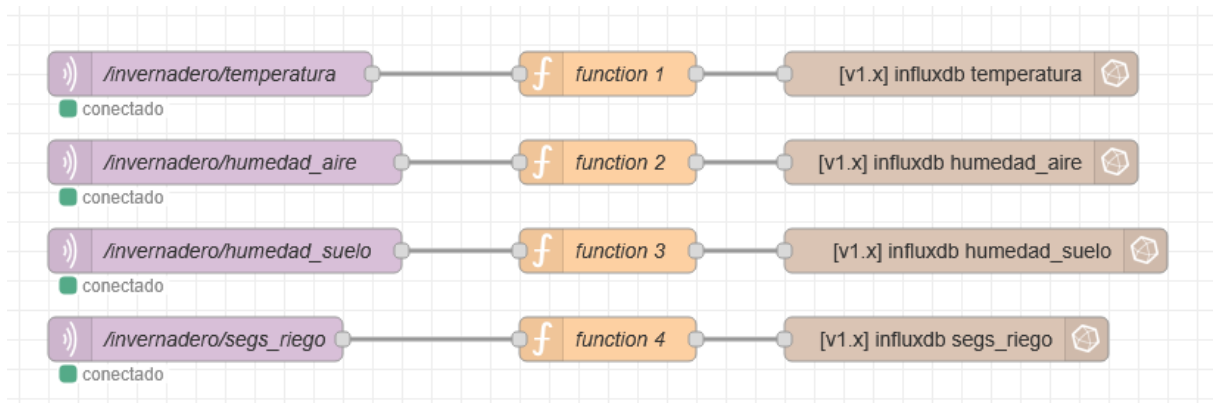 /invernadero/temperatura function 1 [v1.x] influxdb temperatura
conectado
/invernadero/humedad_aire function 2 [v1.x] influxdb humedad_aire
conectado
/invernadero/humedad_suelo function 3 [v1.x] influxdb humedad_suelo
conectado
/invernadero/segs_riego function 4 [v1.x] influxdb segs_riego
conectado